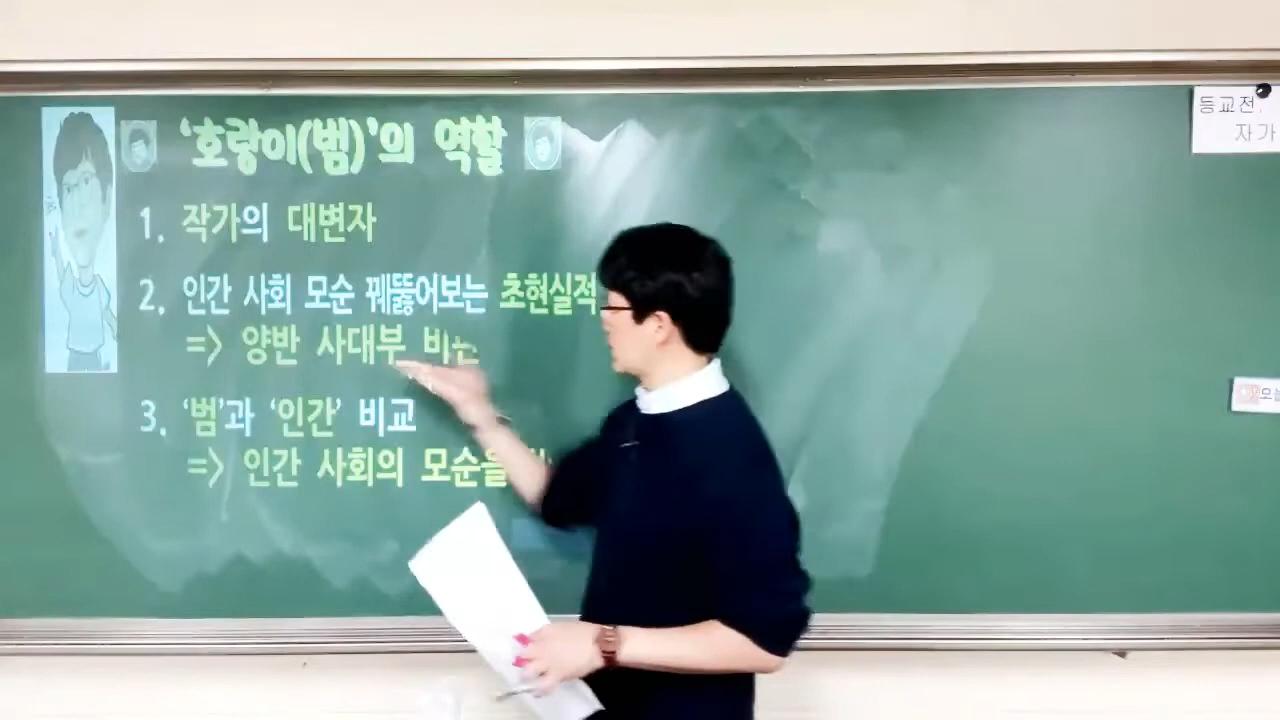 '호랑이(범)'의 역할
1. 작가의 대변자
2. 인간 사회 모순 꿰뚫어보는 초현실적
=> 양반 사대부
3. '범'과 '인간' 비교
=> 인간 사회의 모순을
등교전,
자가
오늘